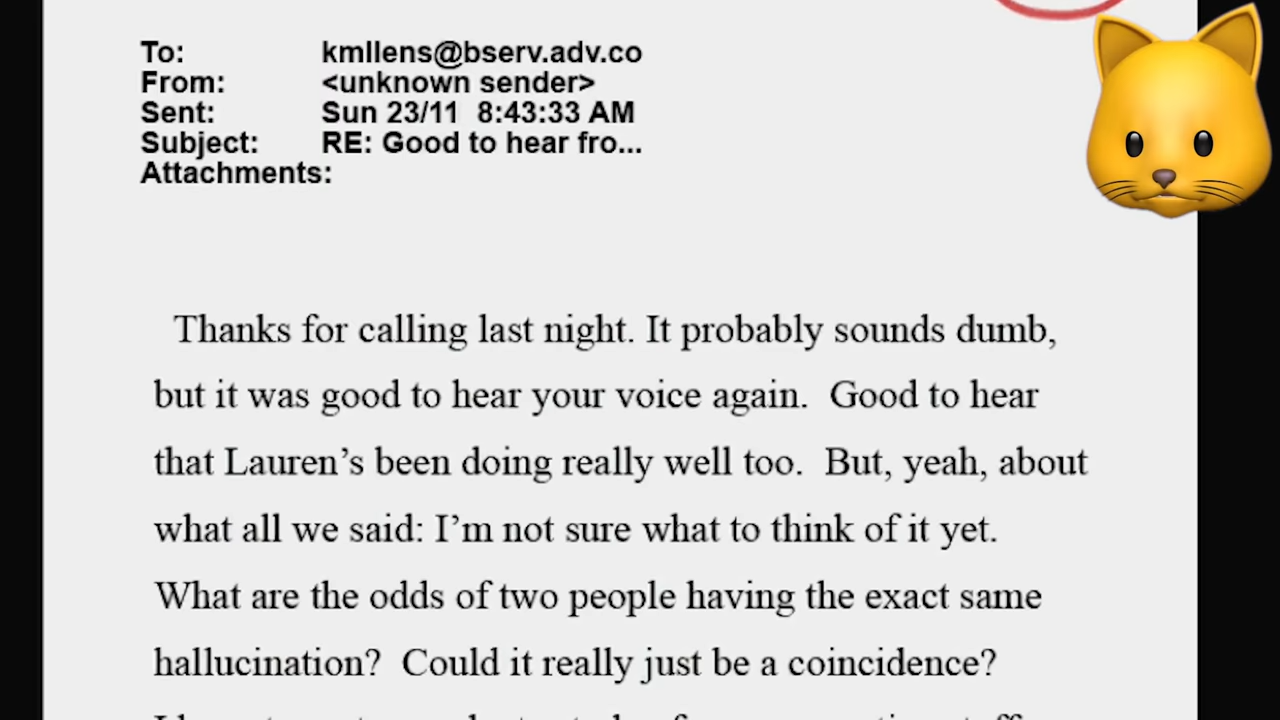 To: kmllens@bserv.adv.co
From: <unknown sender>
Sent: Sun 23/11  8:43:33 AM
Subject: RE: Good to hear fro...
Attachments:
Thanks for calling last night. It probably sounds dumb,
but it was good to hear your voice again.  Good to hear
that Lauren’s been doing really well too.  But, yeah, about
what all we said: I’m not sure what to think of it yet.
What are the odds of two people having the exact same
hallucination?  Could it really just be a coincidence?